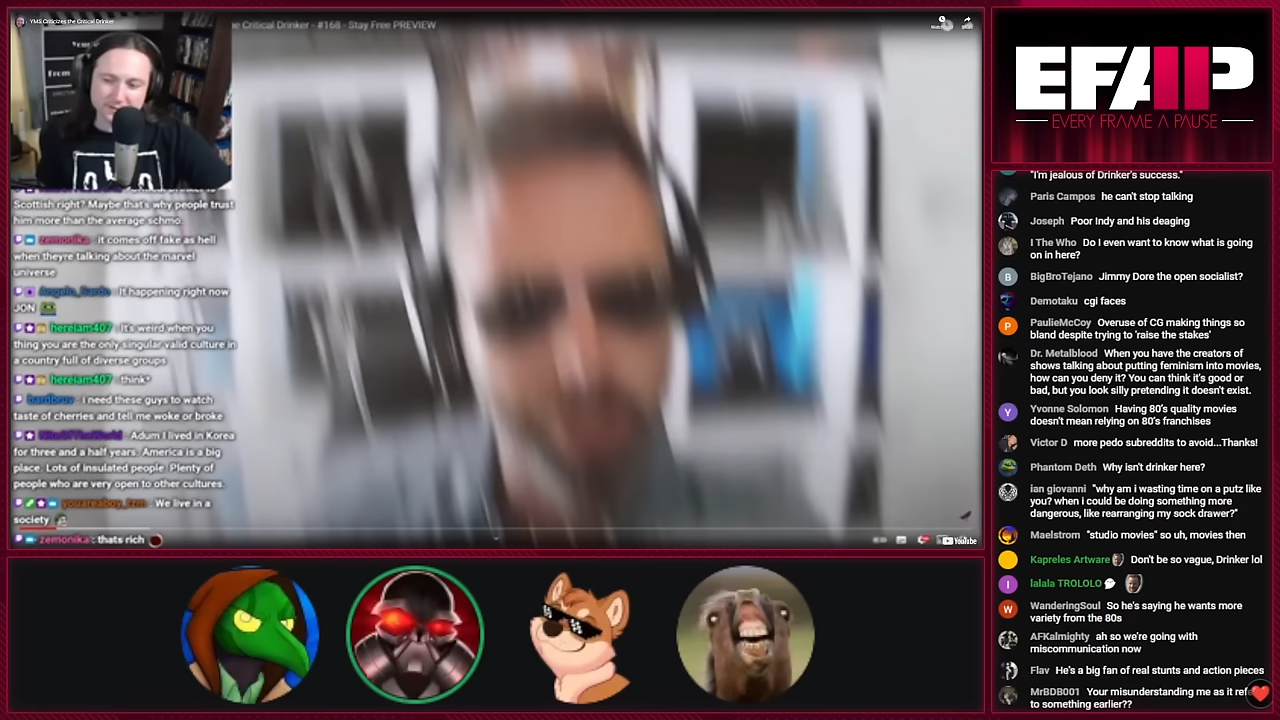 YMS Criticizes the Critical Drinker
the Critical Drinker - #168 - Stay Free PREVIEW
Scottish right? Maybe that's why people trust
him more than the average schmo.
zemonika: it comes off fake as hell
when theyre talking about the marvel
universe
It happening right now
JON
hereiam407: It's weird when you
thing you are the only singular valid culture in
a country full of diverse groups
hereiam407: think*
i need these guys to watch
taste of cherries and tell me woke or broke
Adum I lived in Korea
for three and a half years. America is a big
place. Lots of insulated people. Plenty of
people who are very open to other cultures.
We live in a
society
zemonika: thats rich
YouTube
EFAP
EVERY FRAME A PAUSE
"I'm jealous of Drinker's success."
Paris Campos he can't stop talking
Joseph Poor Indy and his deaging
I The Who Do I even want to know what is going
on in here?
BigBroTejano Jimmy Dore the open socialist?
Demotaku cgi faces
PaulieMcCoy Overuse of CG making things so
bland despite trying to 'raise the stakes'
Dr. Metalblood When you have the creators of
shows talking about putting feminism into movies,
how can you deny it? You can think it's good or
bad, but you look silly pretending it doesn't exist.
Yvonne Solomon Having 80's quality movies
doesn't mean relying on 80's franchises
Victor D more pedo subreddits to avoid...Thanks!
Phantom Deth Why isn't drinker here?
ian giovanni "why am i wasting time on a putz like
you? when i could be doing something more
dangerous, like rearranging my sock drawer?"
Maelstrom "studio movies" so uh, movies then
Kapreles Artware Don't be so vague, Drinker lol
lalala TROLOLO
WanderingSoul So he's saying he wants more
variety from the 80s
AFKalmighty ah so we're going with
miscommunication now
Flav He's a big fan of real stunts and action pieces
MrBDB001 Your misunderstanding me as it refe
to something earlier??